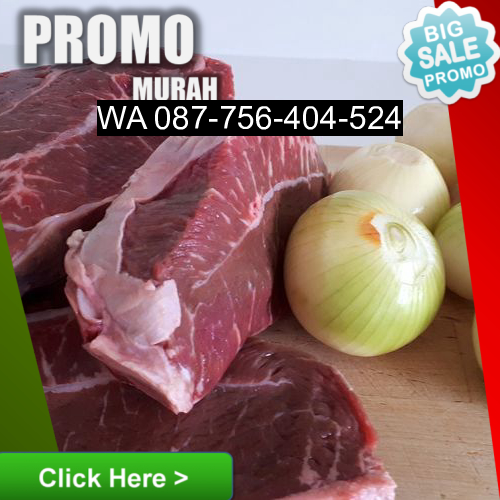 PROMO
MURAH
WA 087-756-404-524
BIG
SALE
PROMO
Click Here >